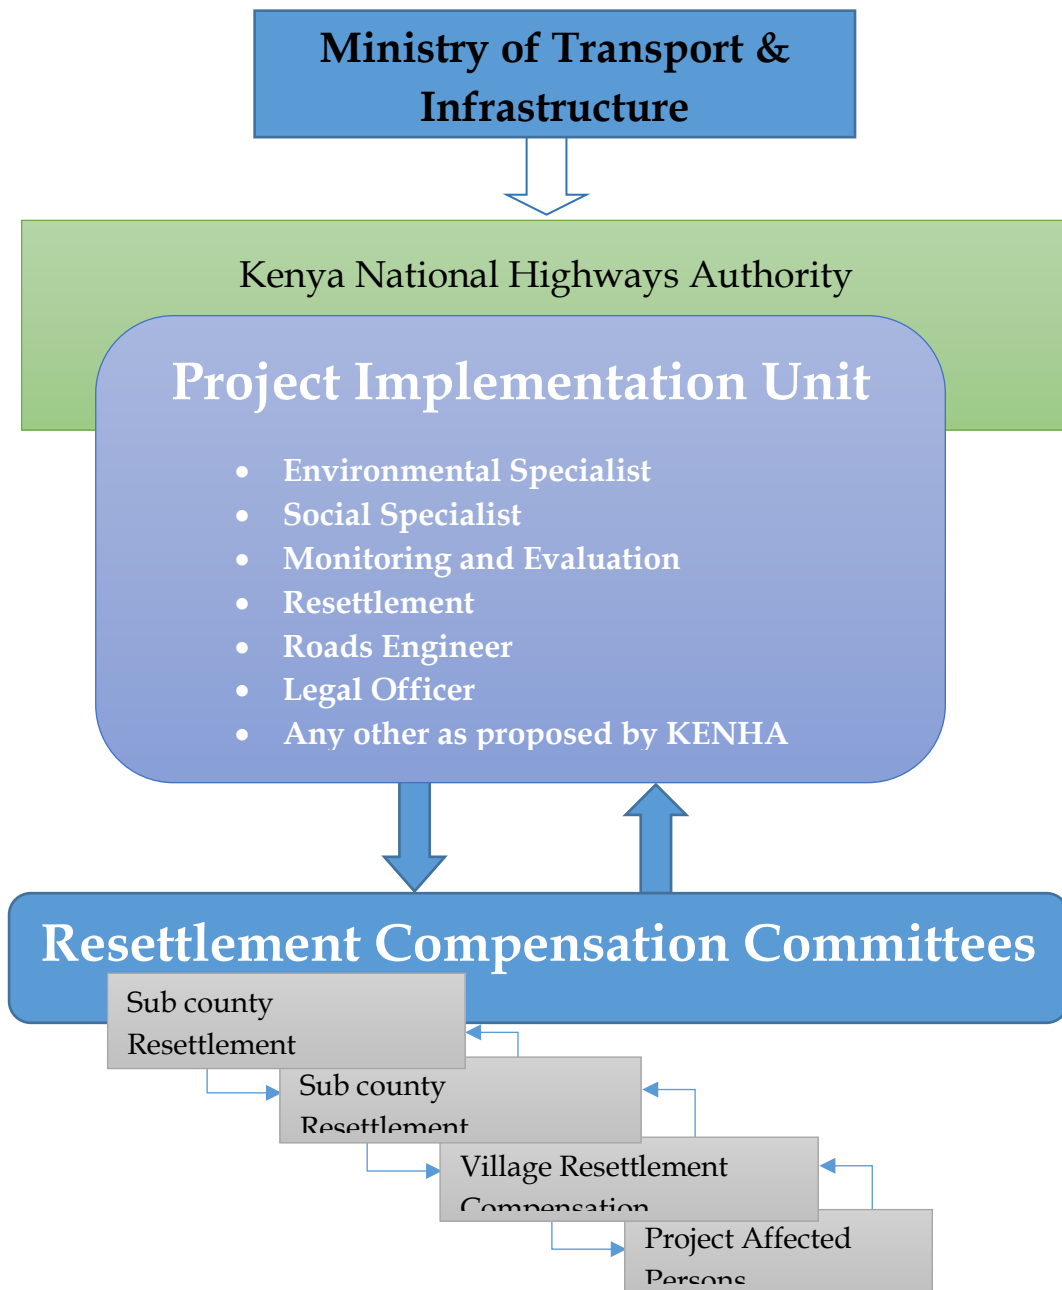 Ministry of Transport &
Infrastructure
Kenya National Highways Authority
Project Implementation Unit
• Environmental Specialist
• Social Specialist
• Monitoring and Evaluation
• Resettlement
• Roads Engineer
• Legal Officer
• Any other as proposed by KENHA
Resettlement Compensation Committees
Sub county
Resettlement
Sub county
Resettlement
Village Resettlement
Compensation
Project Affected
Persons